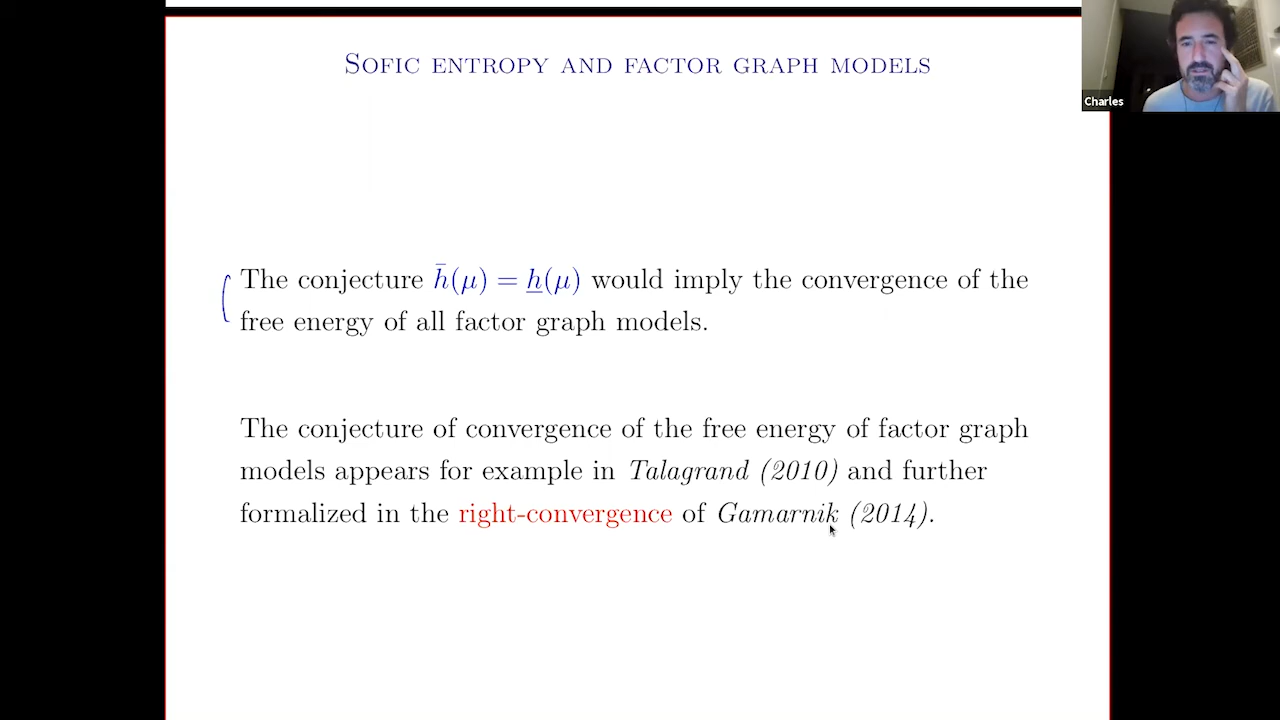 Sofic entropy and factor graph models
Charles
The conjecture h̄(μ) = h̲(μ) would imply the convergence of the
free energy of all factor graph models.
The conjecture of convergence of the free energy of factor graph
models appears for example in Talagrand (2010) and further
formalized in the right-convergence of Gamarnik (2014).